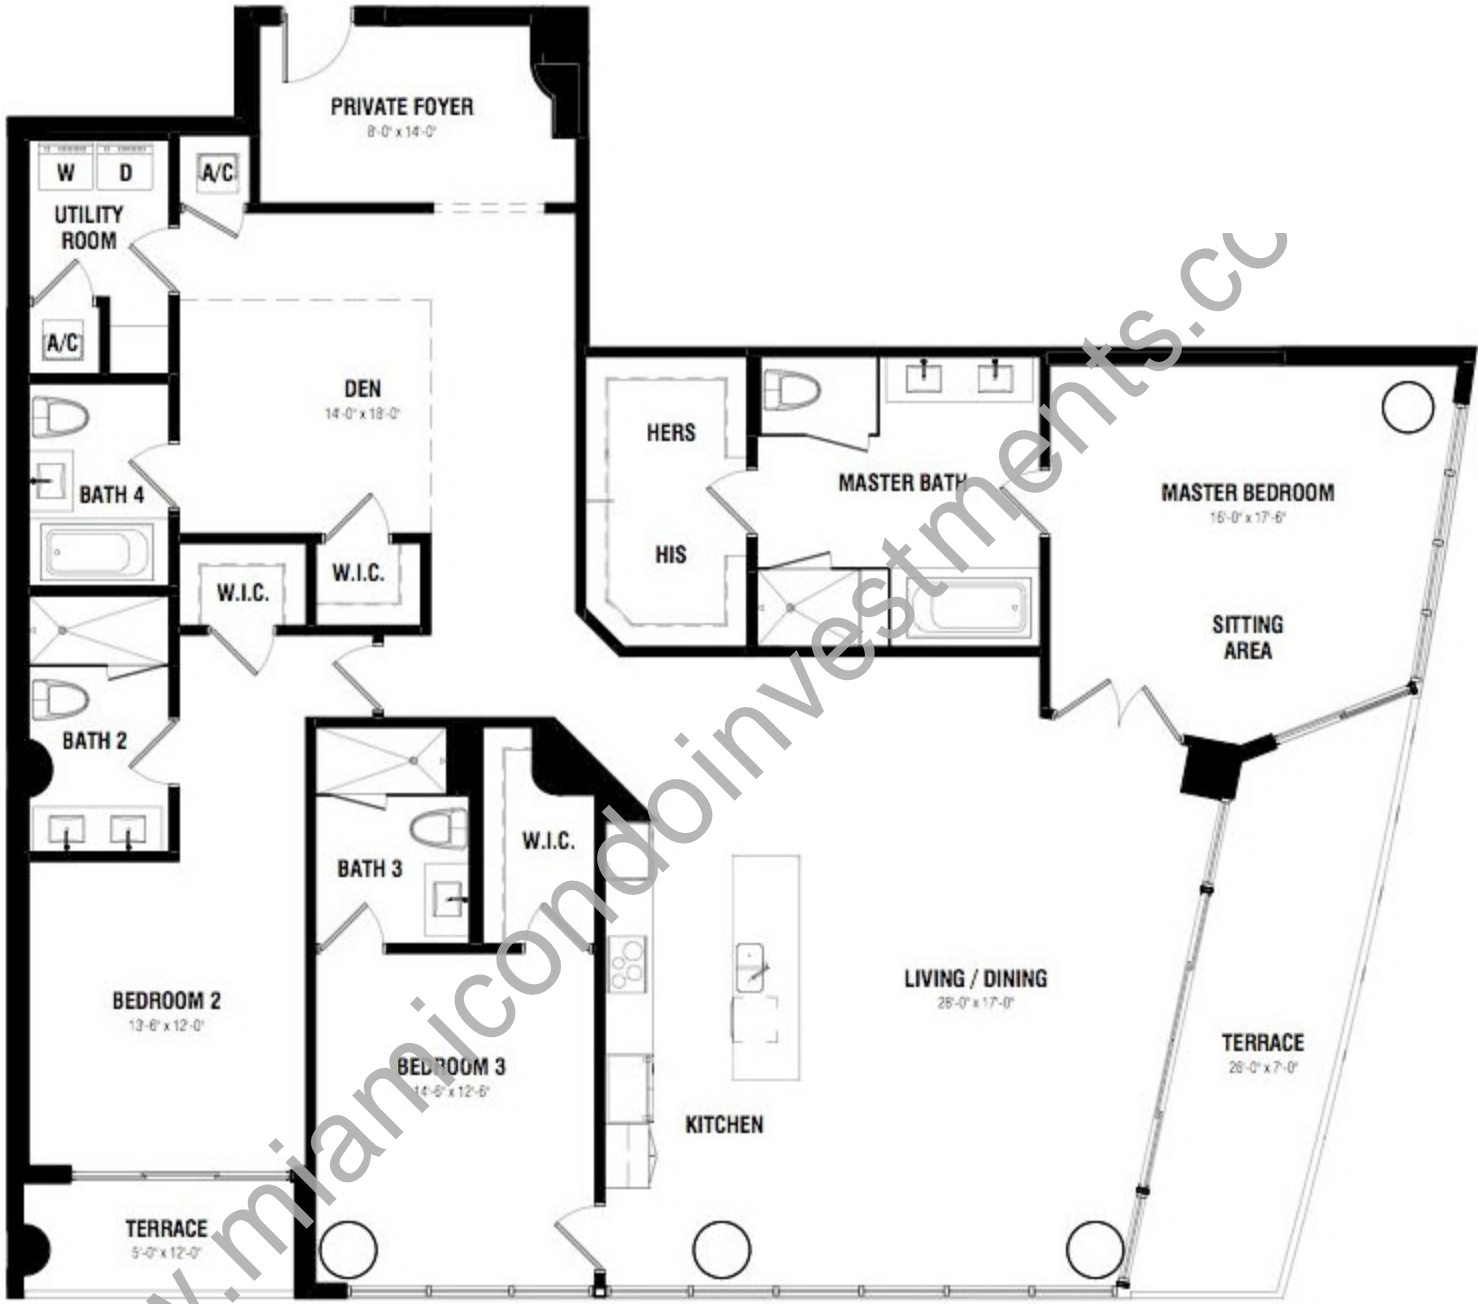 PRIVATE FOYER
8'-0" x 14'-0"
W
D
A/C
UTILITY
ROOM
A/C
DEN
14'-0" x 18'-0"
HERS
HIS
MASTER BATH
MASTER BEDROOM
16'-0" x 17'-6"
SITTING
AREA
BATH 4
W.I.C.
W.I.C.
BATH 2
BATH 3
W.I.C.
BEDROOM 2
13'-6" x 12'-0"
BEDROOM 3
14'-6" x 12'-6"
LIVING / DINING
28'-0" x 17'-0"
KITCHEN
TERRACE
26'-0" x 7'-0"
TERRACE
5'-0" x 12'-0"
w.miamicondoinvestments.cc